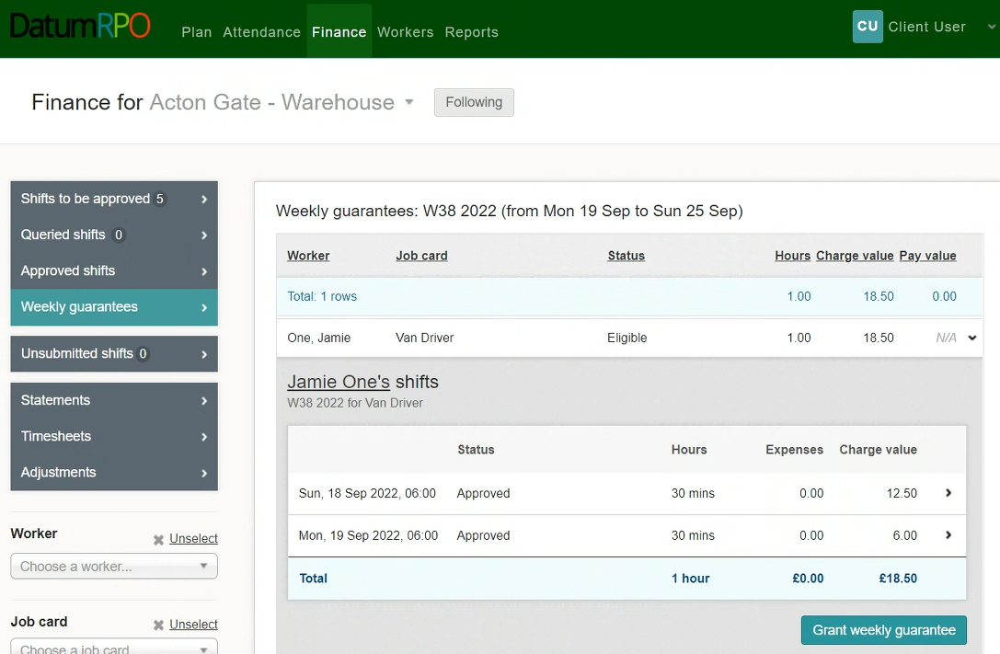 DatumRPO
Plan Attendance Finance Workers Reports
CU Client User
Finance for Acton Gate - Warehouse Following
Shifts to be approved 5
Queried shifts 0
Approved shifts
Weekly guarantees
Unsubmitted shifts 0
Statements
Timesheets
Adjustments
Worker Unselect
Choose a worker...
Job card Unselect
Choose a job card
Weekly guarantees: W38 2022 (from Mon 19 Sep to Sun 25 Sep)
Worker Job card Status Hours Charge value Pay value
Total: 1 rows 1.00 18.50 0.00
One, Jamie Van Driver Eligible 1.00 18.50 N/A
Jamie One's shifts
W38 2022 for Van Driver
Status Hours Expenses Charge value
Sun, 18 Sep 2022, 06:00 Approved 30 mins 0.00 12.50
Mon, 19 Sep 2022, 06:00 Approved 30 mins 0.00 6.00
Total 1 hour £0.00 £18.50
Grant weekly guarantee